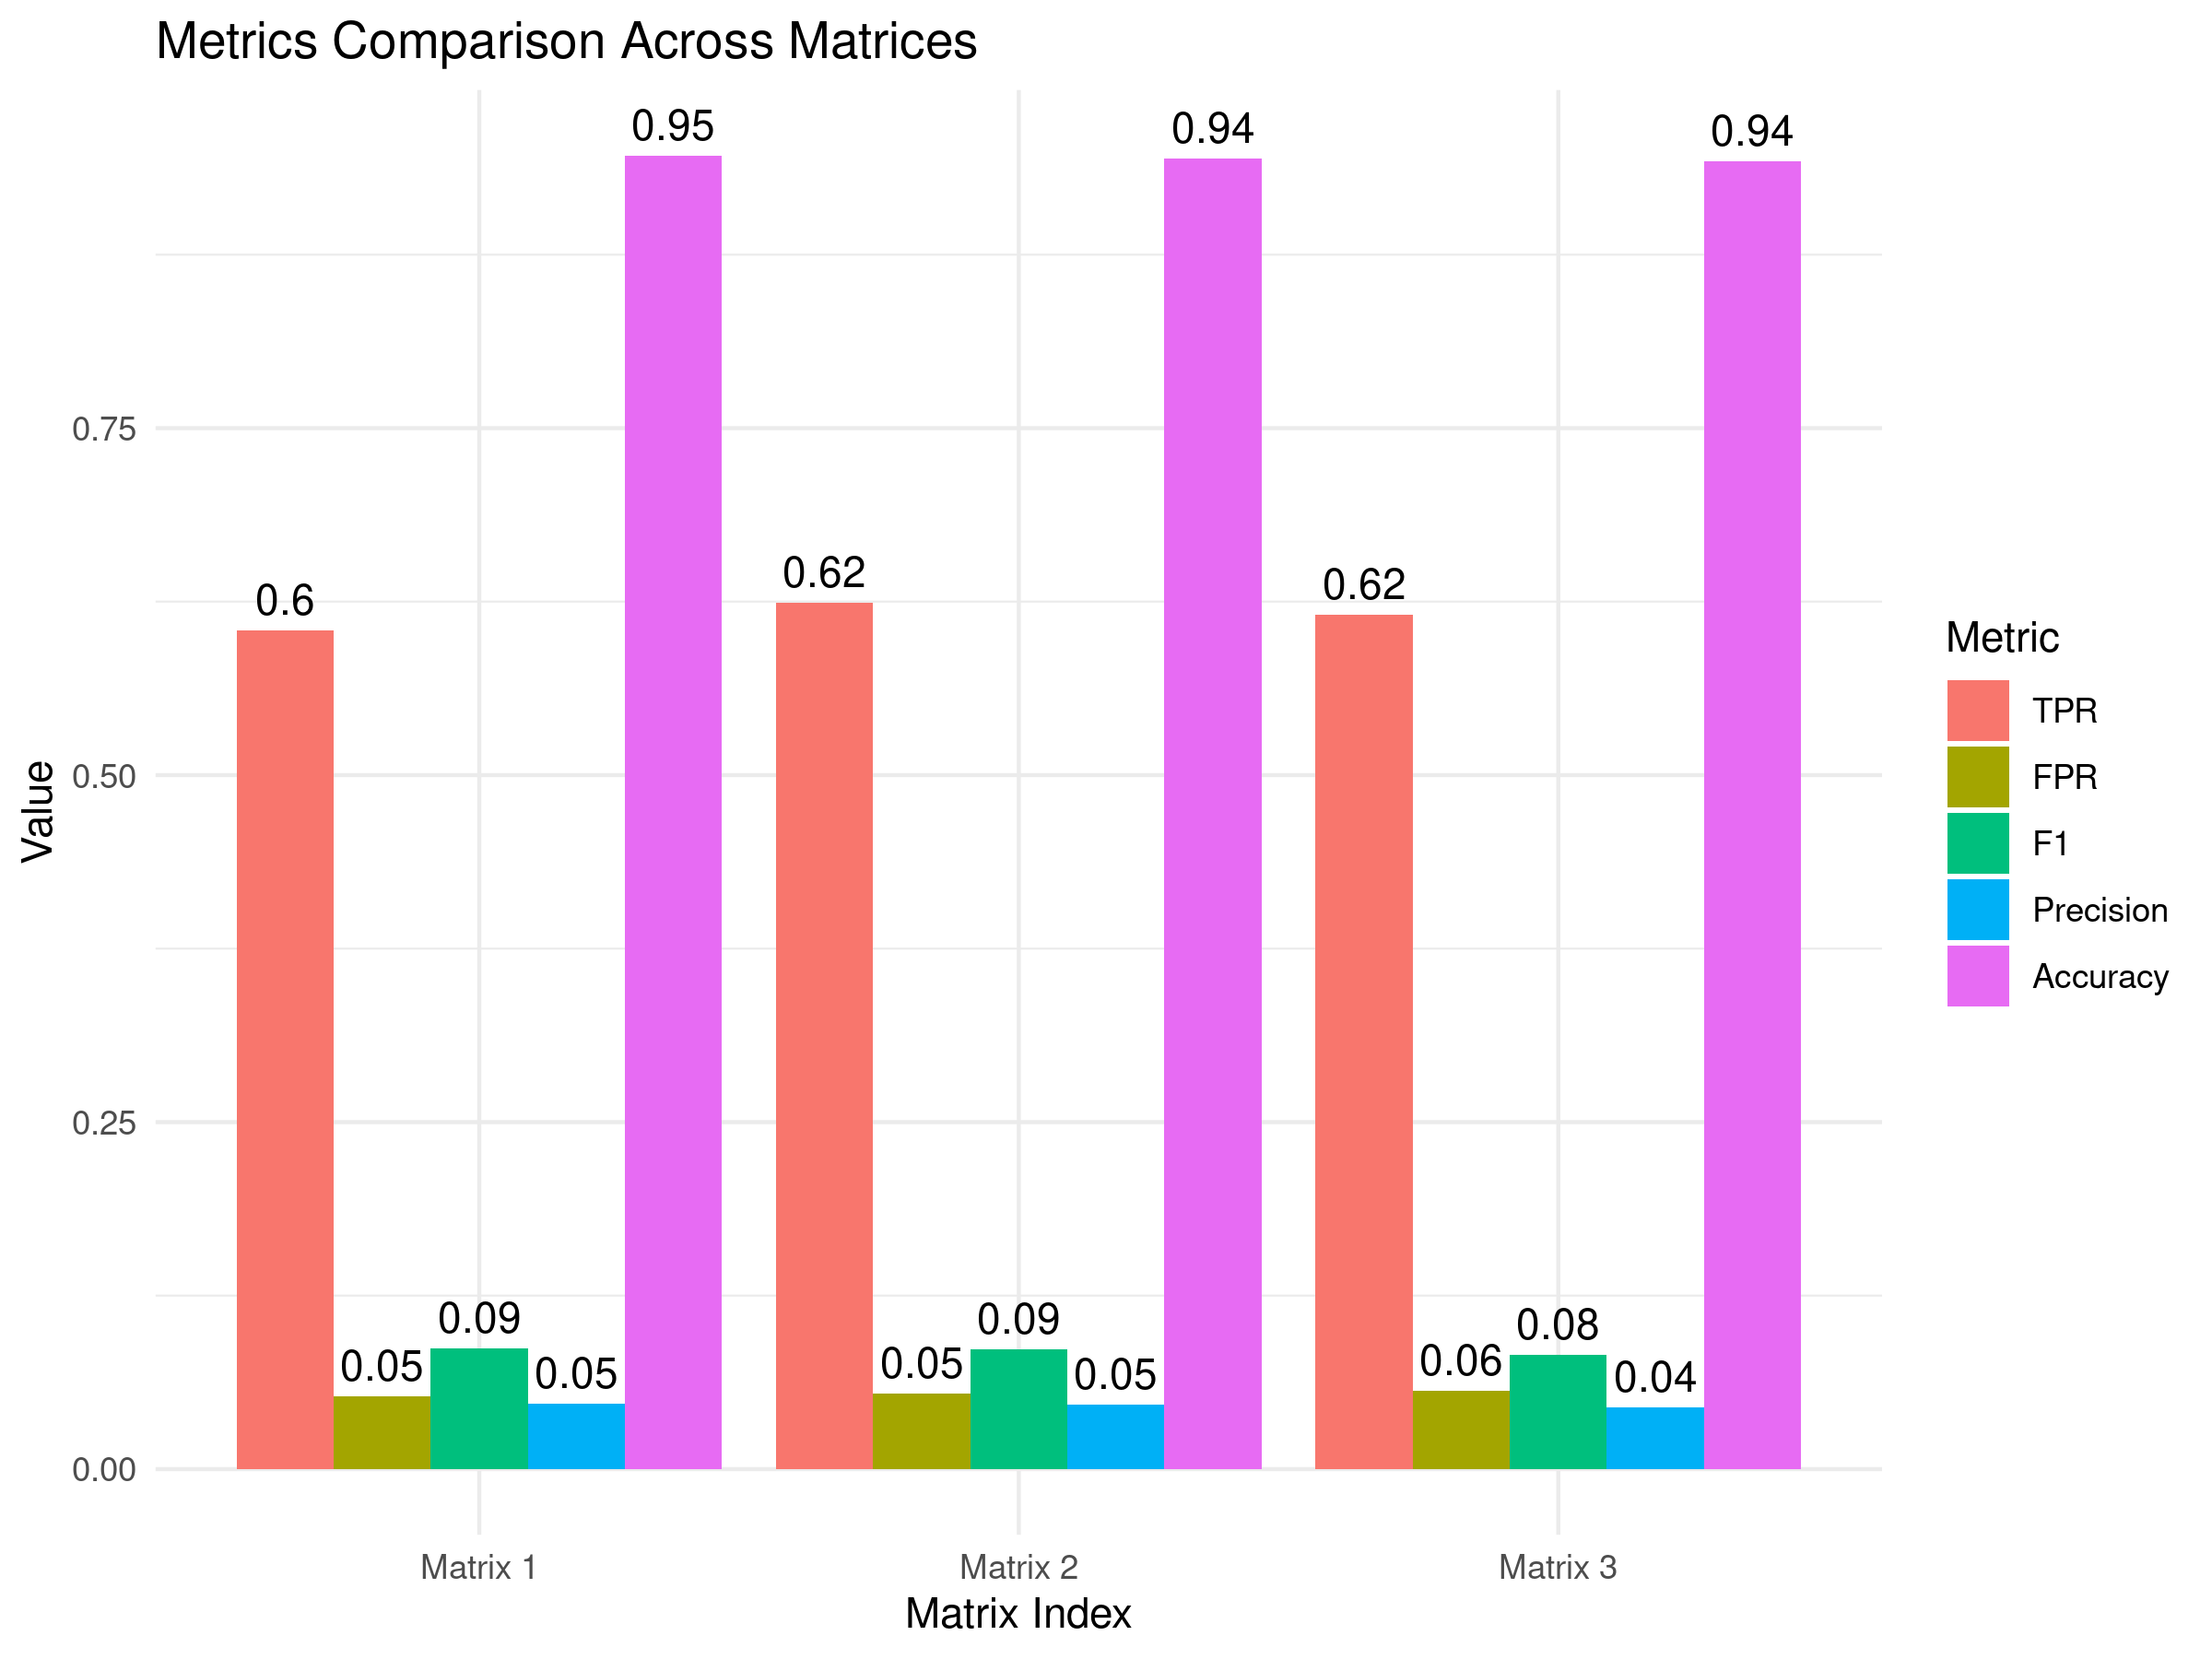 Metrics Comparison Across Matrices
Value
0.75
0.50
0.25
0.00
0.6
0.05
0.09
0.05
0.95
0.62
0.05
0.09
0.05
0.94
0.62
0.06
0.08
0.04
0.94
Matrix 1
Matrix 2
Matrix 3
Matrix Index
Metric
TPR
FPR
F1
Precision
Accuracy